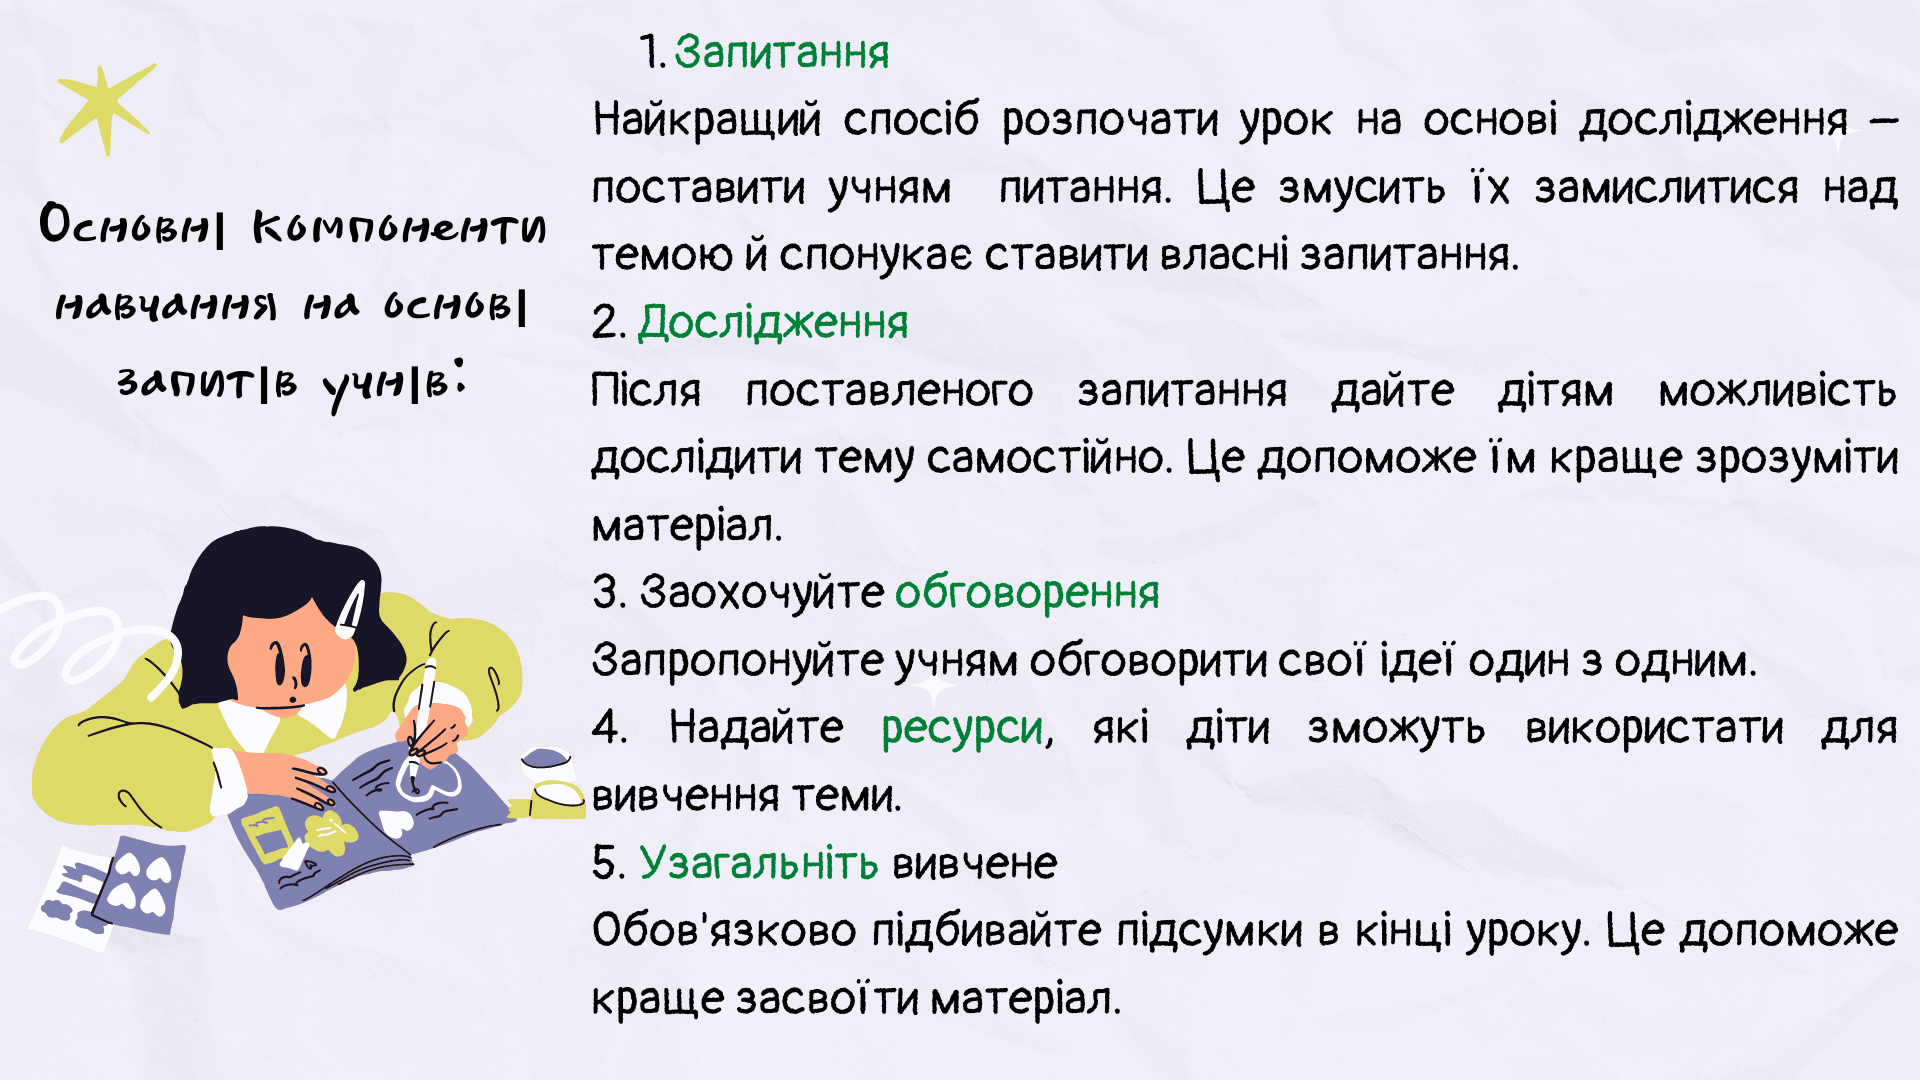 Основні компоненти
навчання на основі
запитів учнів:
1. Запитання
Найкращий спосіб розпочати урок на основі дослідження –
поставити учням питання. Це змусить їх замислитися над
темою й спонукає ставити власні запитання.
2. Дослідження
Після поставленого запитання дайте дітям можливість
дослідити тему самостійно. Це допоможе їм краще зрозуміти
матеріал.
3. Заохочуйте обговорення
Запропонуйте учням обговорити свої ідеї один з одним.
4. Надайте ресурси, які діти зможуть використати для
вивчення теми.
5. Узагальніть вивчене
Обов'язково підбивайте підсумки в кінці уроку. Це допоможе
краще засвоїти матеріал.